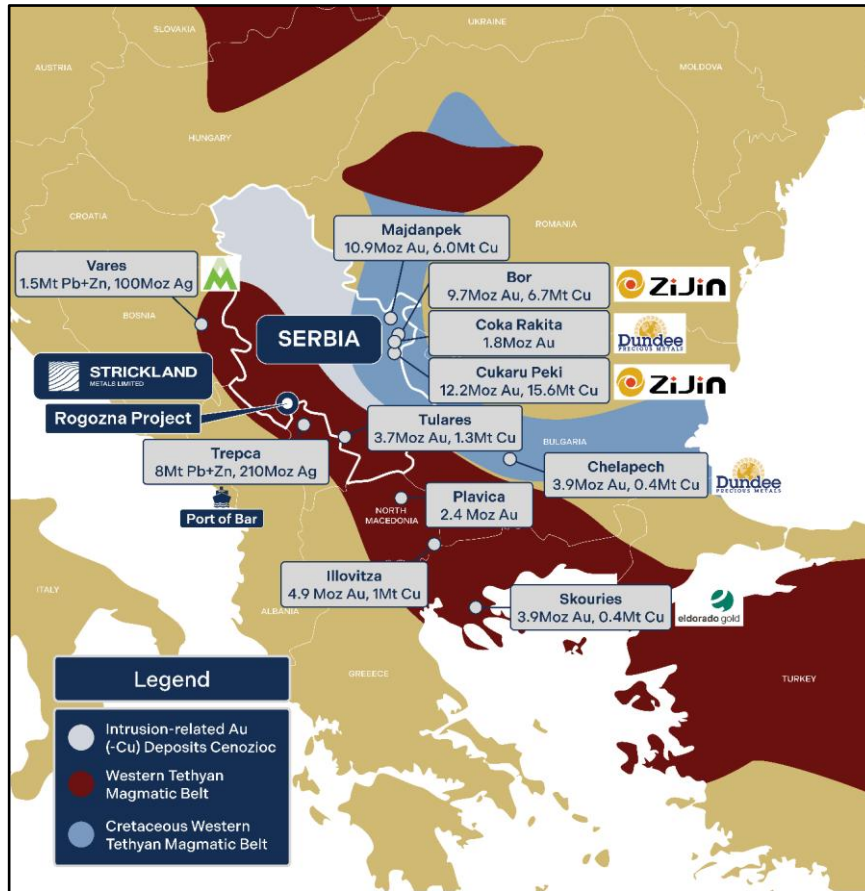 SLOVAKIA
UKRAINE
AUSTRIA
MOLDOVA
HUNGARY
CROATIA
ROMANIA
Majdanpek
10.9Moz Au, 6.0Mt Cu
Vares
1.5Mt Pb+Zn, 100Moz Ag
BOSNIA
Bor
9.7Moz Au, 6.7Mt Cu
ZiJin
SERBIA
Coka Rakita
1.8Moz Au
Dundee
PRECIOUS METALS
STRICKLAND
METALS LIMITED
Cukaru Peki
12.2Moz Au, 15.6Mt Cu
ZiJin
Rogozna Project
Tulares
3.7Moz Au, 1.3Mt Cu
BULGARIA
Trepca
8Mt Pb+Zn, 210Moz Ag
Chelapech
3.9Moz Au, 0.4Mt Cu
Dundee
PRECIOUS METALS
Port of Bar
NORTH
MACEDONIA
Plavica
2.4 Moz Au
ITALY
Illovitza
4.9 Moz Au, 1Mt Cu
ALBANIA
Skouries
3.9Moz Au, 0.4Mt Cu
eldorado gold
GREEECE
TURKEY
Legend
Intrusion-related Au
(-Cu) Deposits Cenozloc
Western Tethyan
Magmatic Belt
Cretaceous Western
Tethyan Magmatic Belt